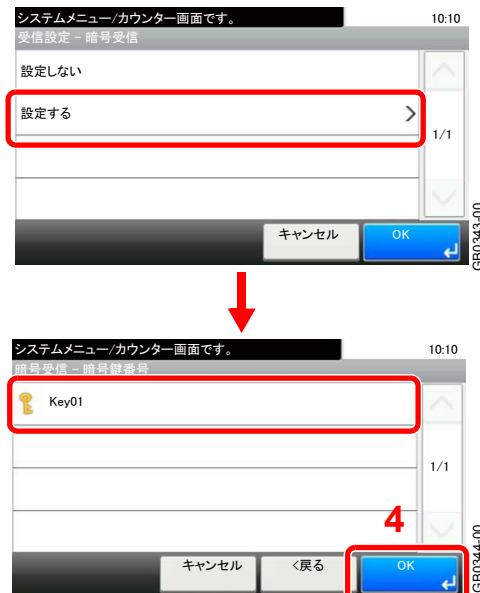 システムメニュー/カウンター画面です。 10:10
受信設定 - 暗号受信
設定しない
設定する
1/1
キャンセル OK
GB0343-00
システムメニュー/カウンター画面です。 10:10
暗号受信 - 暗号鍵番号
Key01
1/1
4
キャンセル <戻る OK
GB0344-00